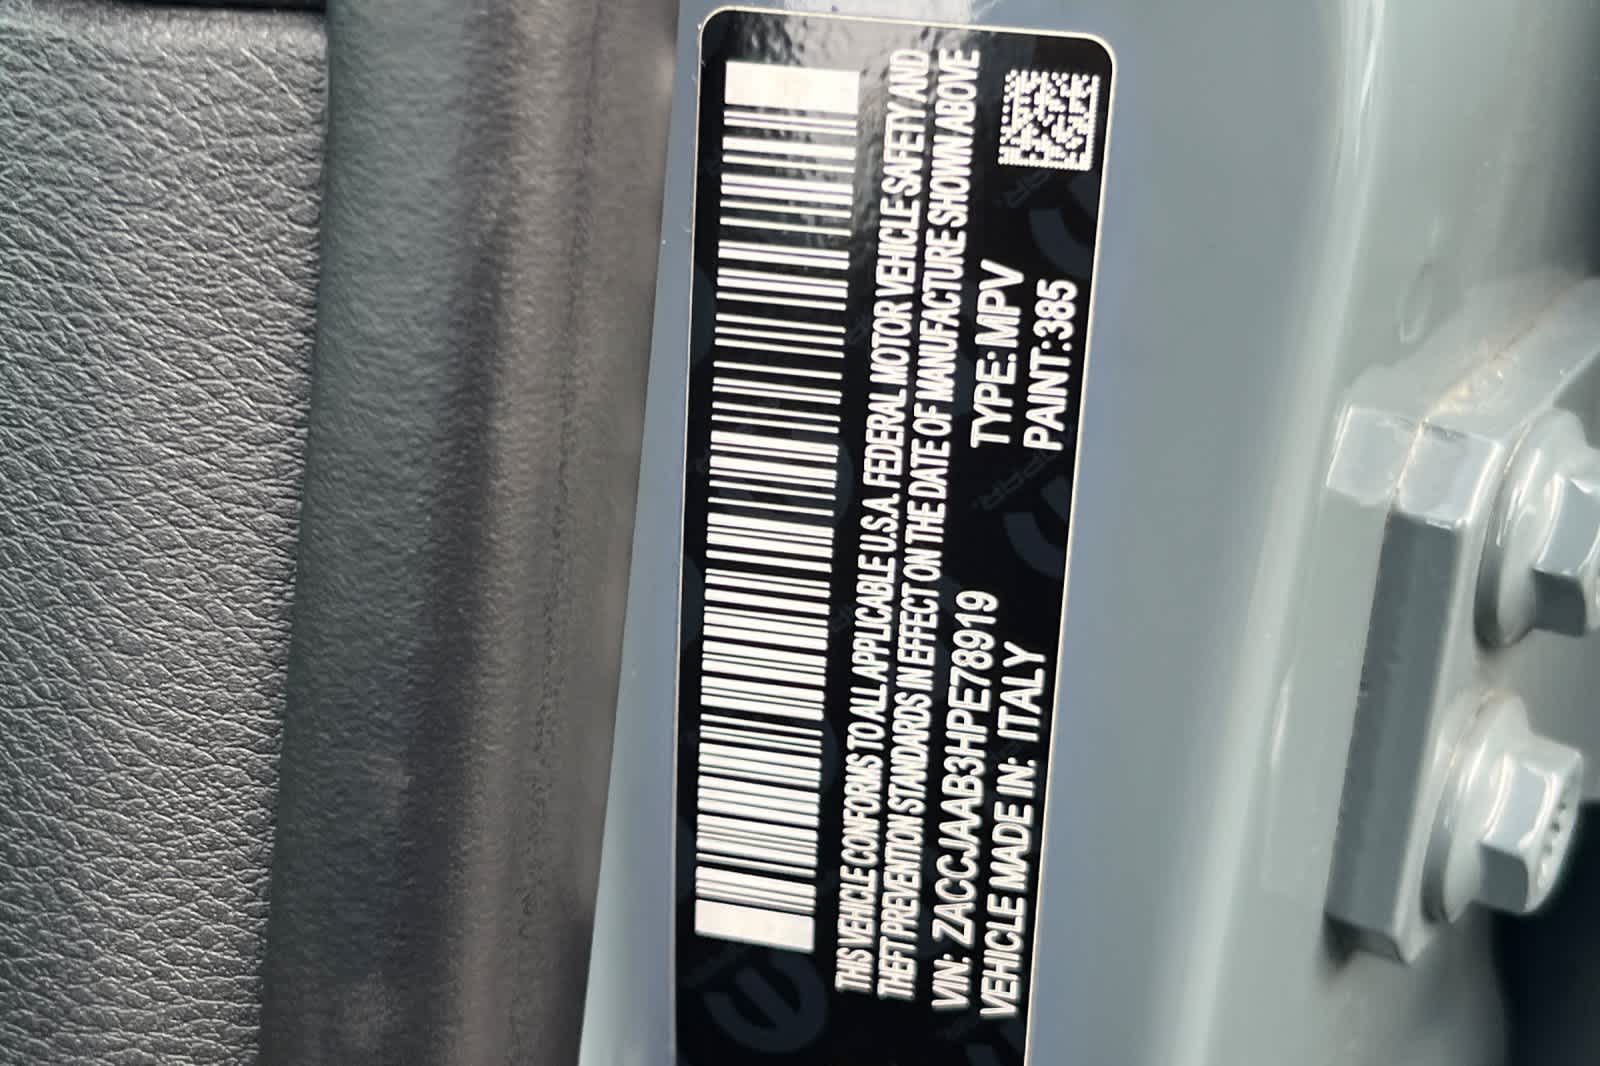 THIS VEHICLE CONFORMS TO ALL APPLICABLE U.S.A. FEDERAL MOTOR VEHICLE SAFETY AND
THEFT PREVENTION STANDARDS IN EFFECT ON THE DATE OF MANUFACTURE SHOWN ABOVE
VIN: ZACCJAAB3HPE78919 TYPE: MPV
VEHICLE MADE IN: ITALY PAINT:385